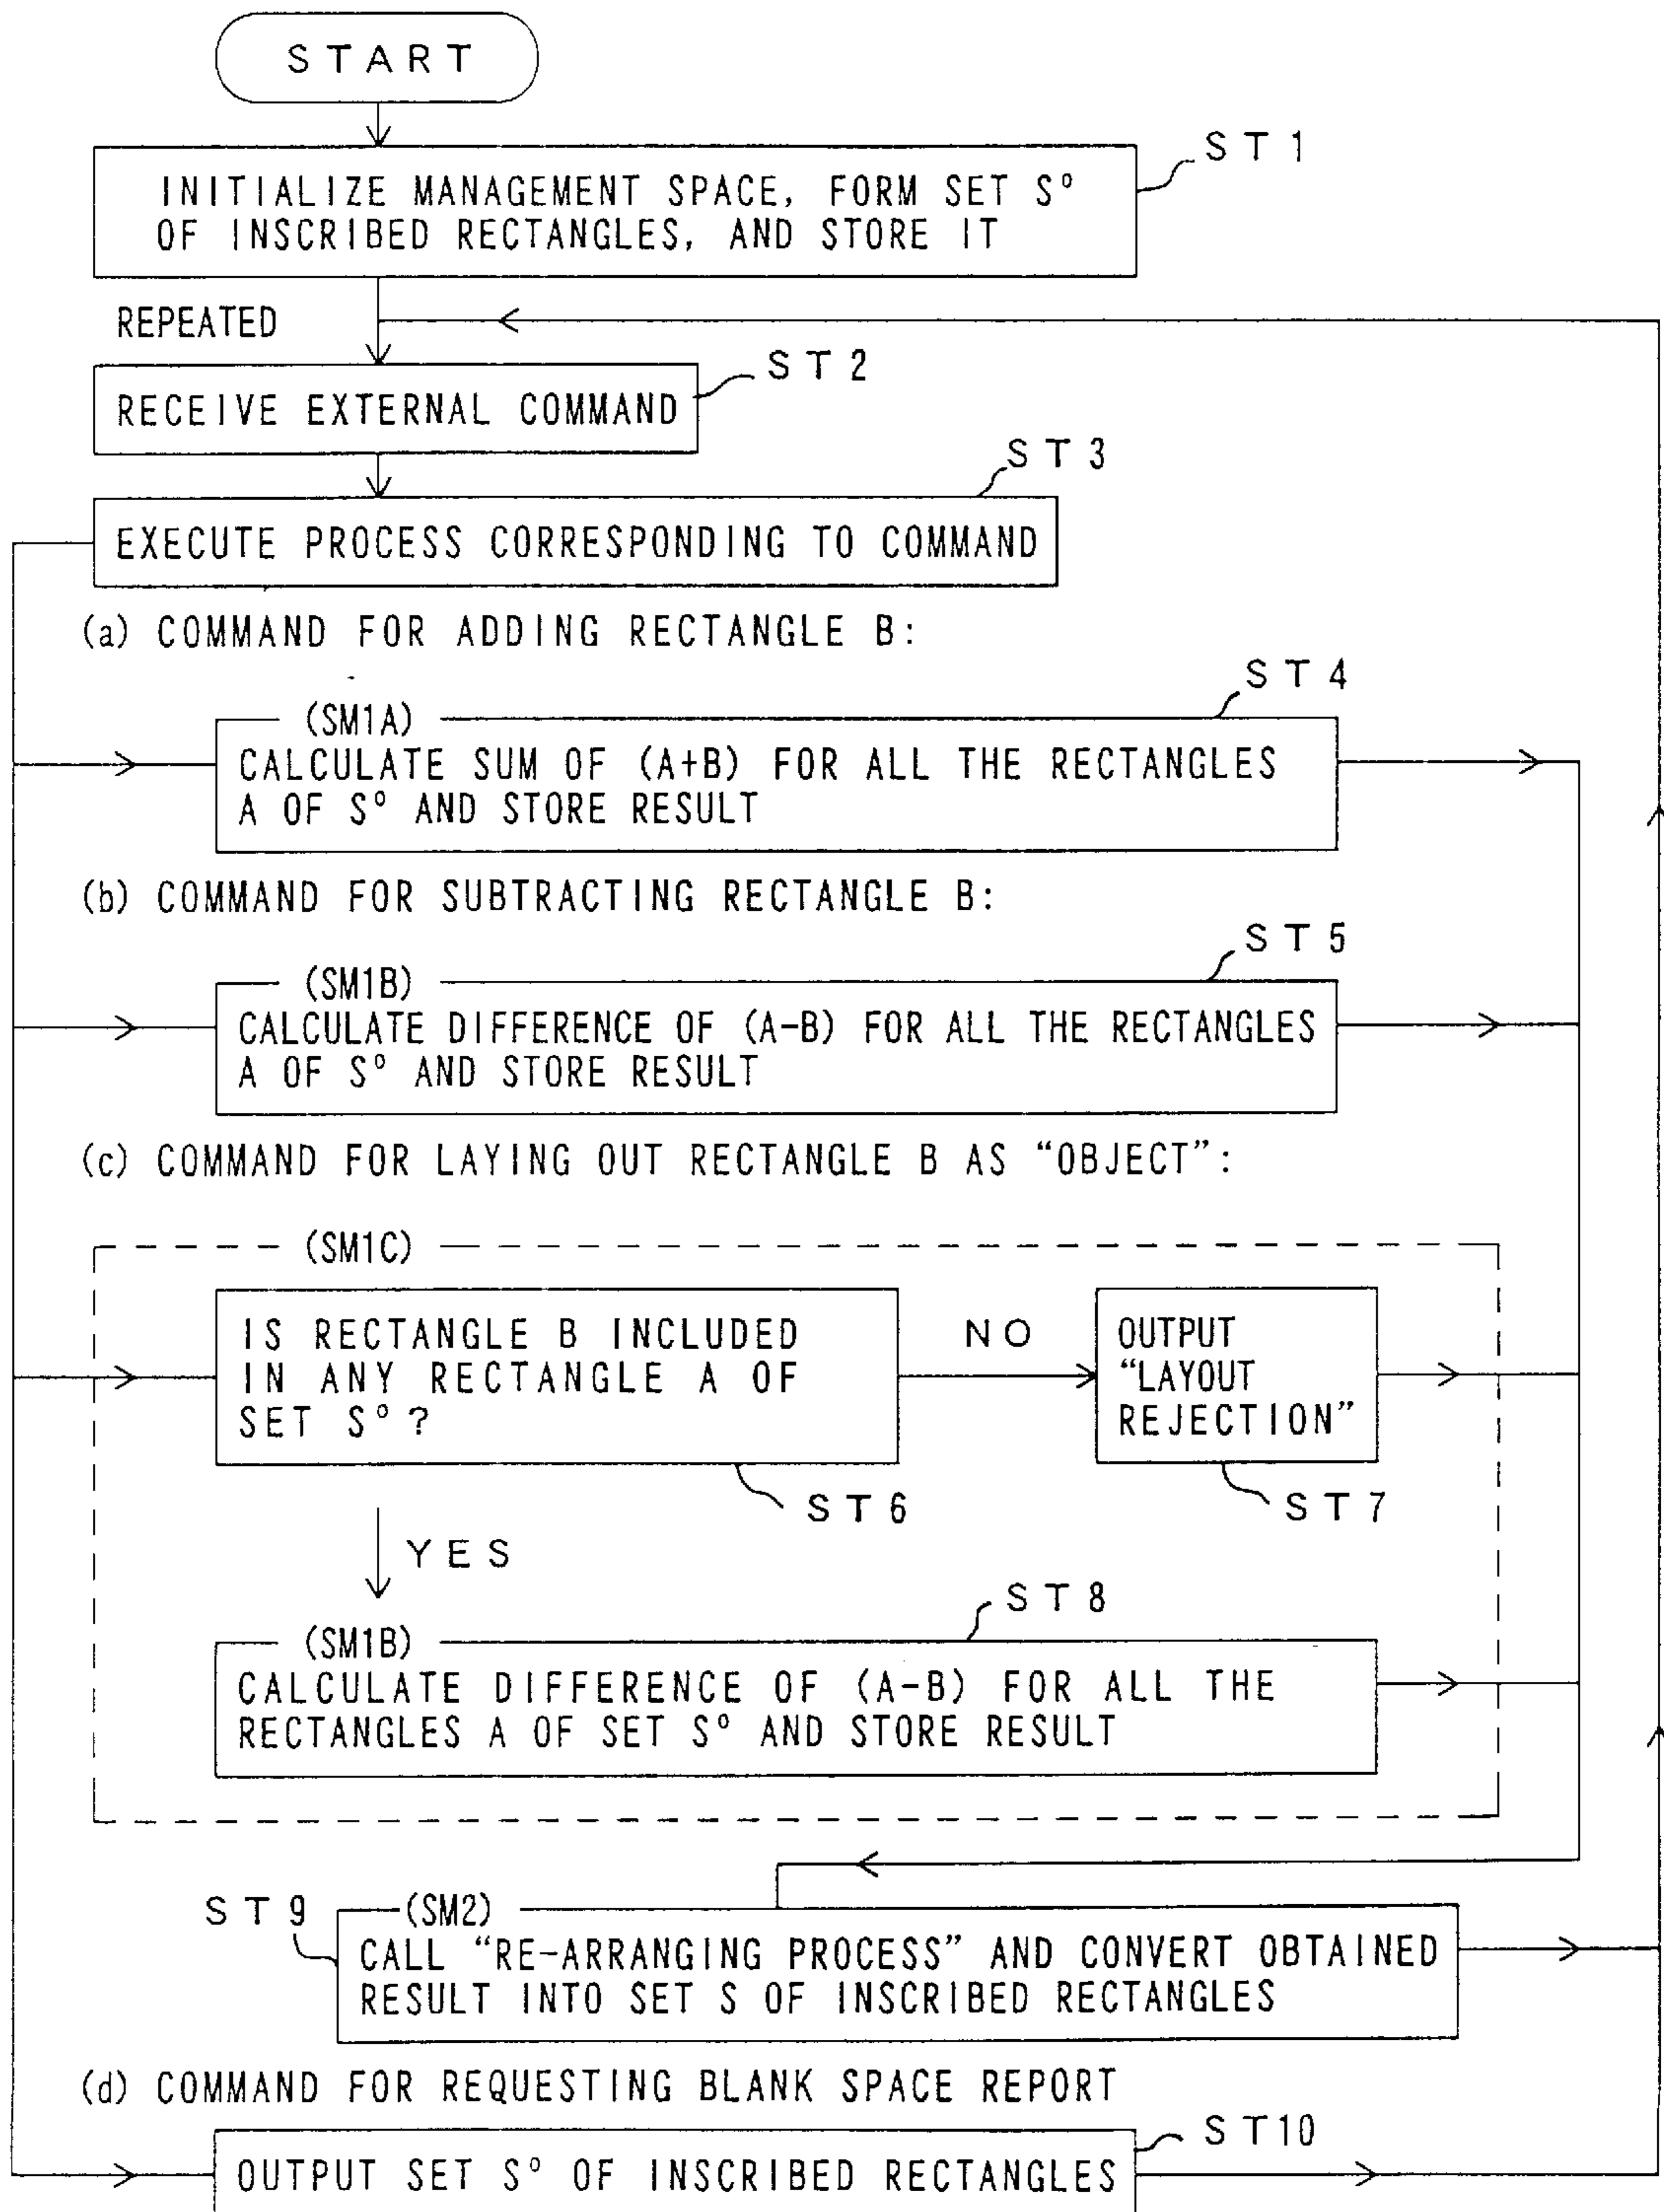 START
ST1
INITIALIZE MANAGEMENT SPACE, FORM SET S⁰
OF INSCRIBED RECTANGLES, AND STORE IT
REPEATED
ST2
RECEIVE EXTERNAL COMMAND
ST3
EXECUTE PROCESS CORRESPONDING TO COMMAND
(a) COMMAND FOR ADDING RECTANGLE B:
ST4
(SM1A)
CALCULATE SUM OF (A+B) FOR ALL THE RECTANGLES
A OF S⁰ AND STORE RESULT
(b) COMMAND FOR SUBTRACTING RECTANGLE B:
ST5
(SM1B)
CALCULATE DIFFERENCE OF (A-B) FOR ALL THE RECTANGLES
A OF S⁰ AND STORE RESULT
(c) COMMAND FOR LAYING OUT RECTANGLE B AS “OBJECT”:
(SM1C)
IS RECTANGLE B INCLUDED
IN ANY RECTANGLE A OF
SET S⁰?
ST6
NO
OUTPUT
“LAYOUT
REJECTION”
ST7
YES
ST8
(SM1B)
CALCULATE DIFFERENCE OF (A-B) FOR ALL THE
RECTANGLES A OF SET S⁰ AND STORE RESULT
ST9
(SM2)
CALL “RE-ARRANGING PROCESS” AND CONVERT OBTAINED
RESULT INTO SET S OF INSCRIBED RECTANGLES
(d) COMMAND FOR REQUESTING BLANK SPACE REPORT
ST10
OUTPUT SET S⁰ OF INSCRIBED RECTANGLES